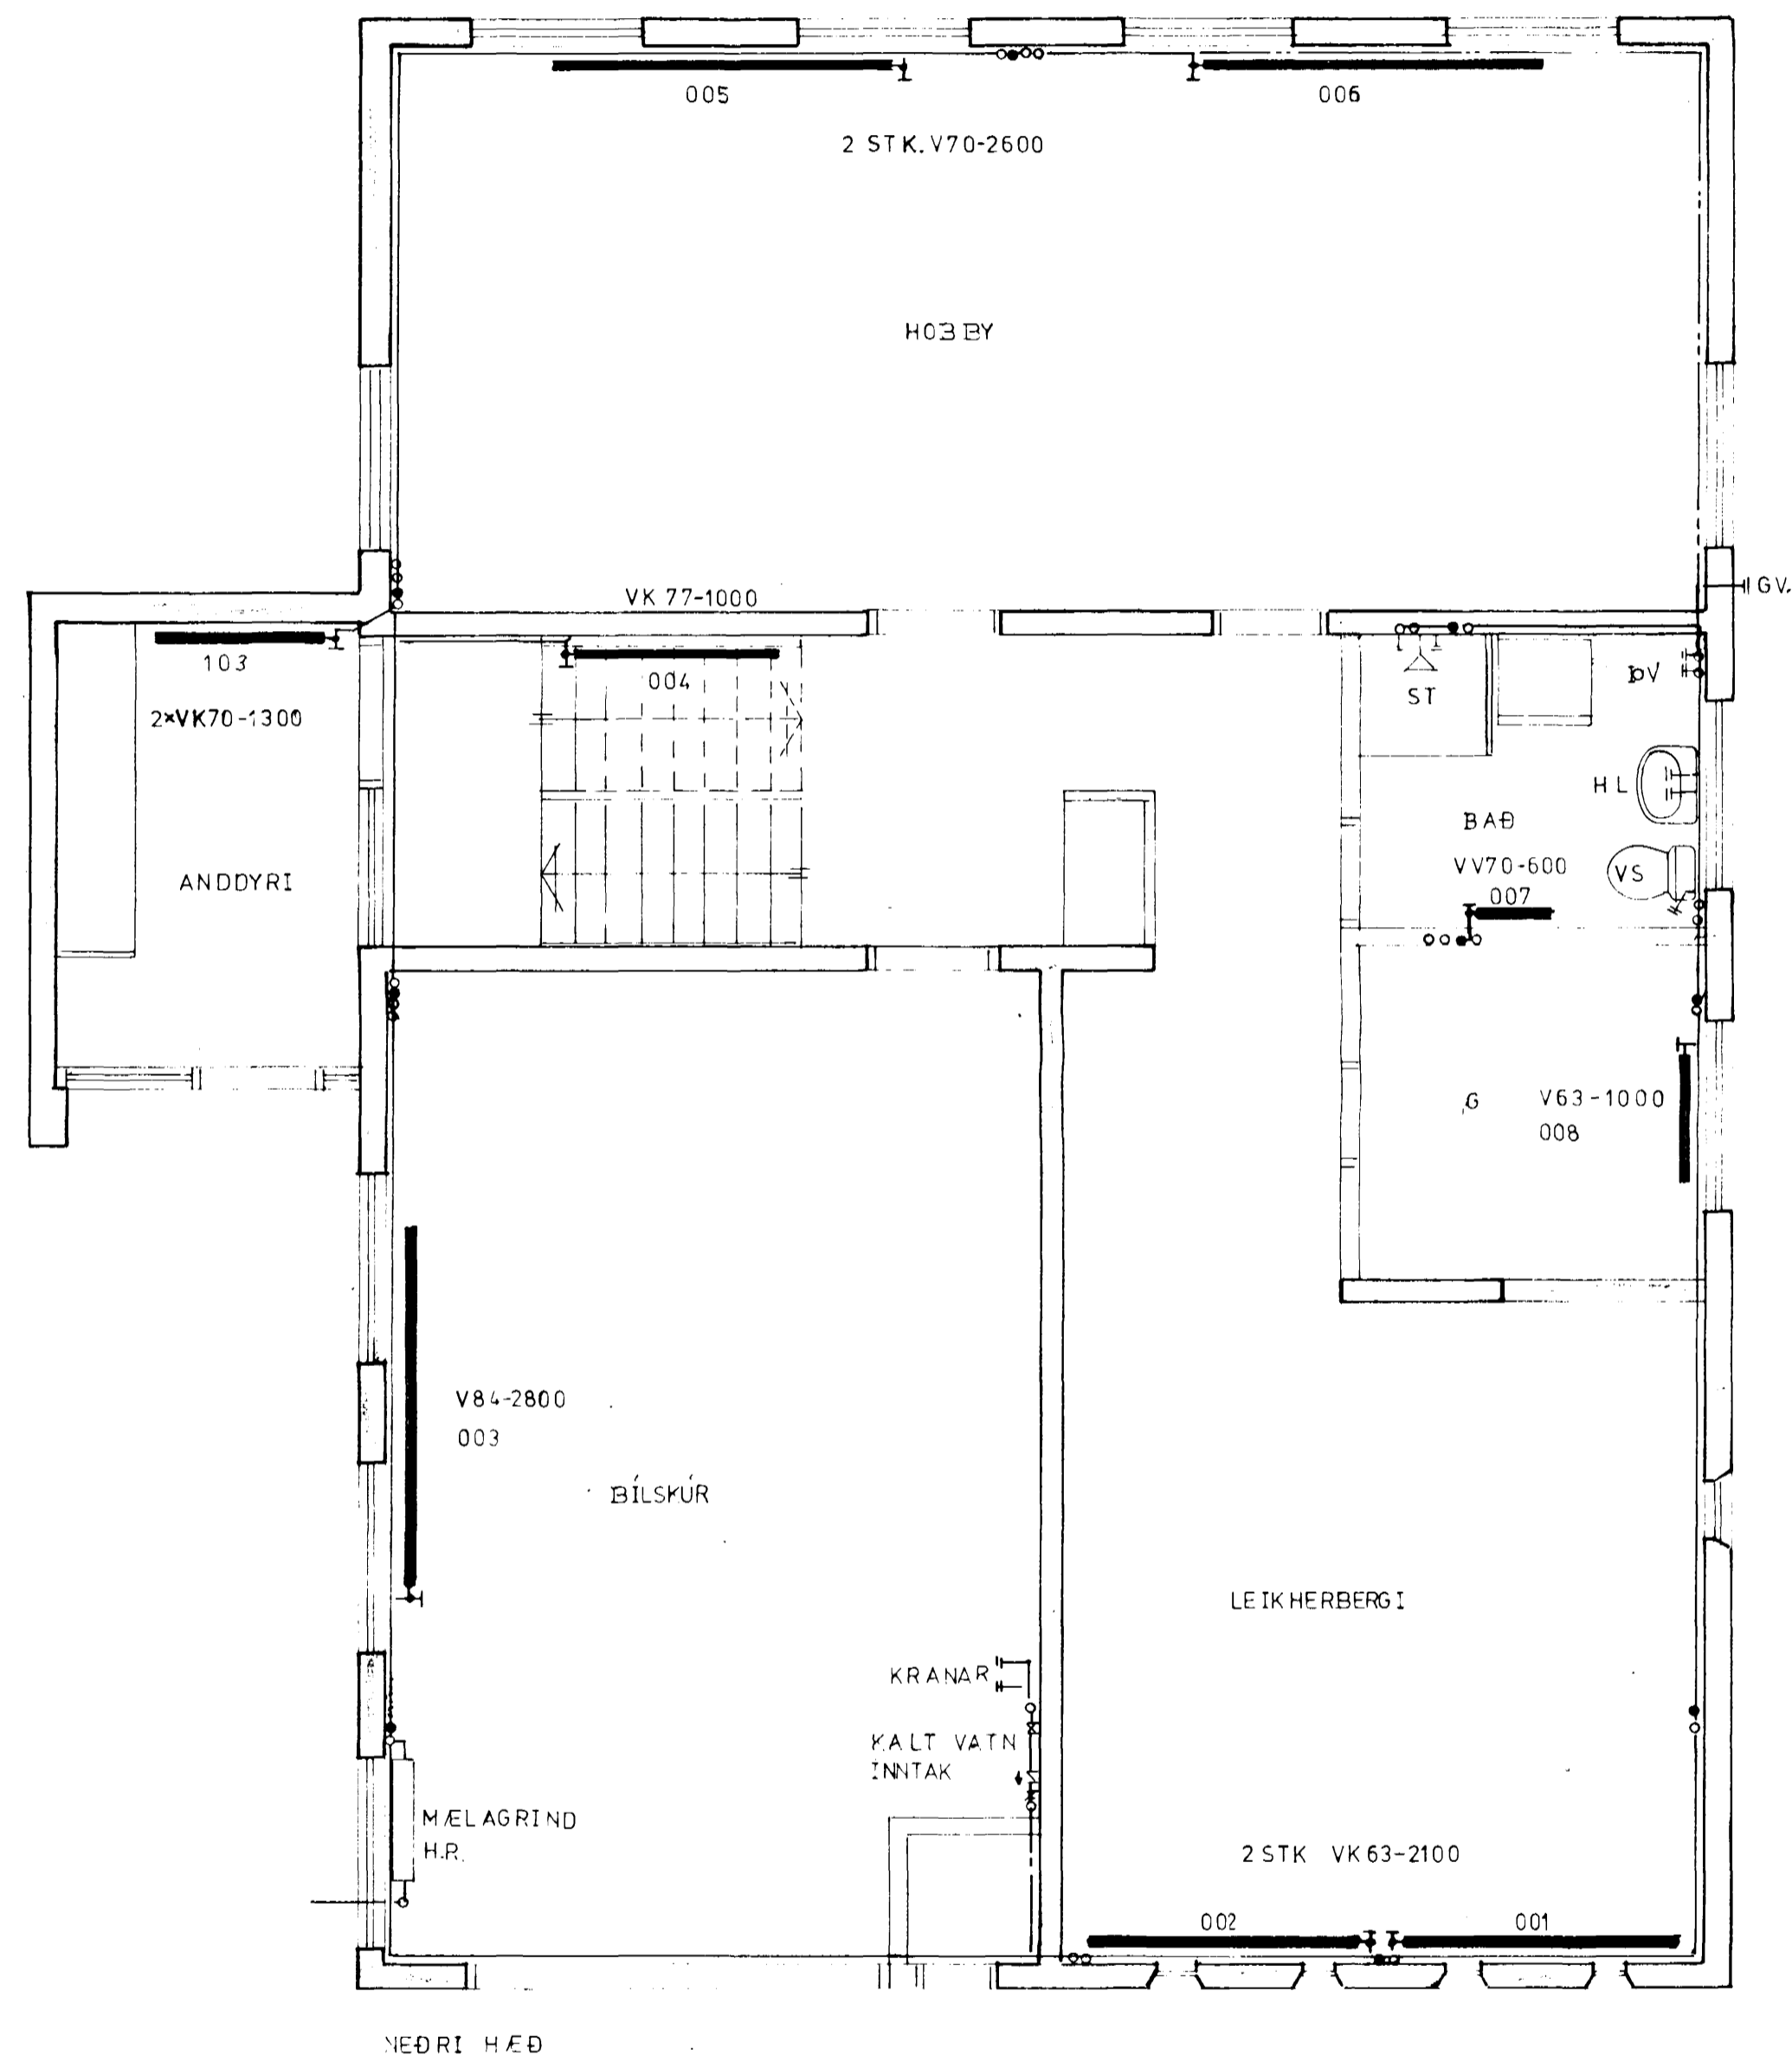 005
006
2 STK. V70-2600
HOBBY
GV.
VK 77-1000
103
004
2×VK70-1300
ST
ÞV
HL
BAÐ
VV70-600
007
VS
ANDDYRI
G
V63-1000
008
V84-2800
003
BÍLSKÚR
LEIKHERBERGI
KRANAR
KALT VATN
INNTAK
MÆLAGRIND
H.R.
2 STK VK63-2100
002
001
NEÐRI HÆÐ